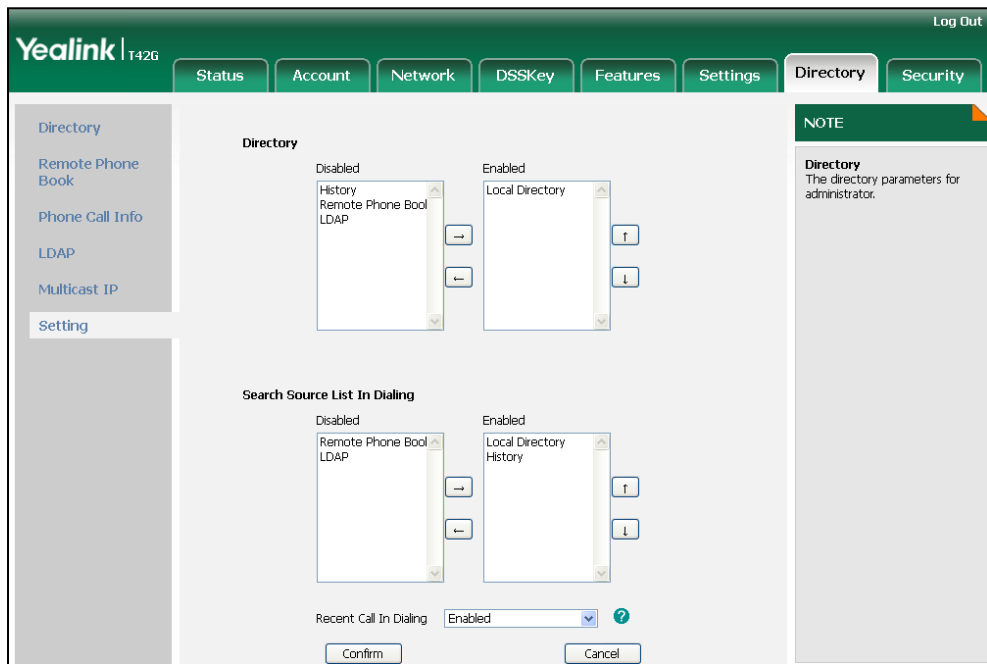 Log Out
Yealink | T42G
Status
Account
Network
DSSKey
Features
Settings
Directory
Security
Directory
Remote Phone
Book
Phone Call Info
LDAP
Multicast IP
Setting
Directory
Disabled
Enabled
History
Remote Phone Bool
LDAP
Local Directory
→
←
↑
↓
Search Source List In Dialing
Disabled
Enabled
Remote Phone Bool
LDAP
Local Directory
History
→
←
↑
↓
Recent Call In Dialing
Enabled
?
Confirm
Cancel
NOTE
Directory
The directory parameters for
administrator.